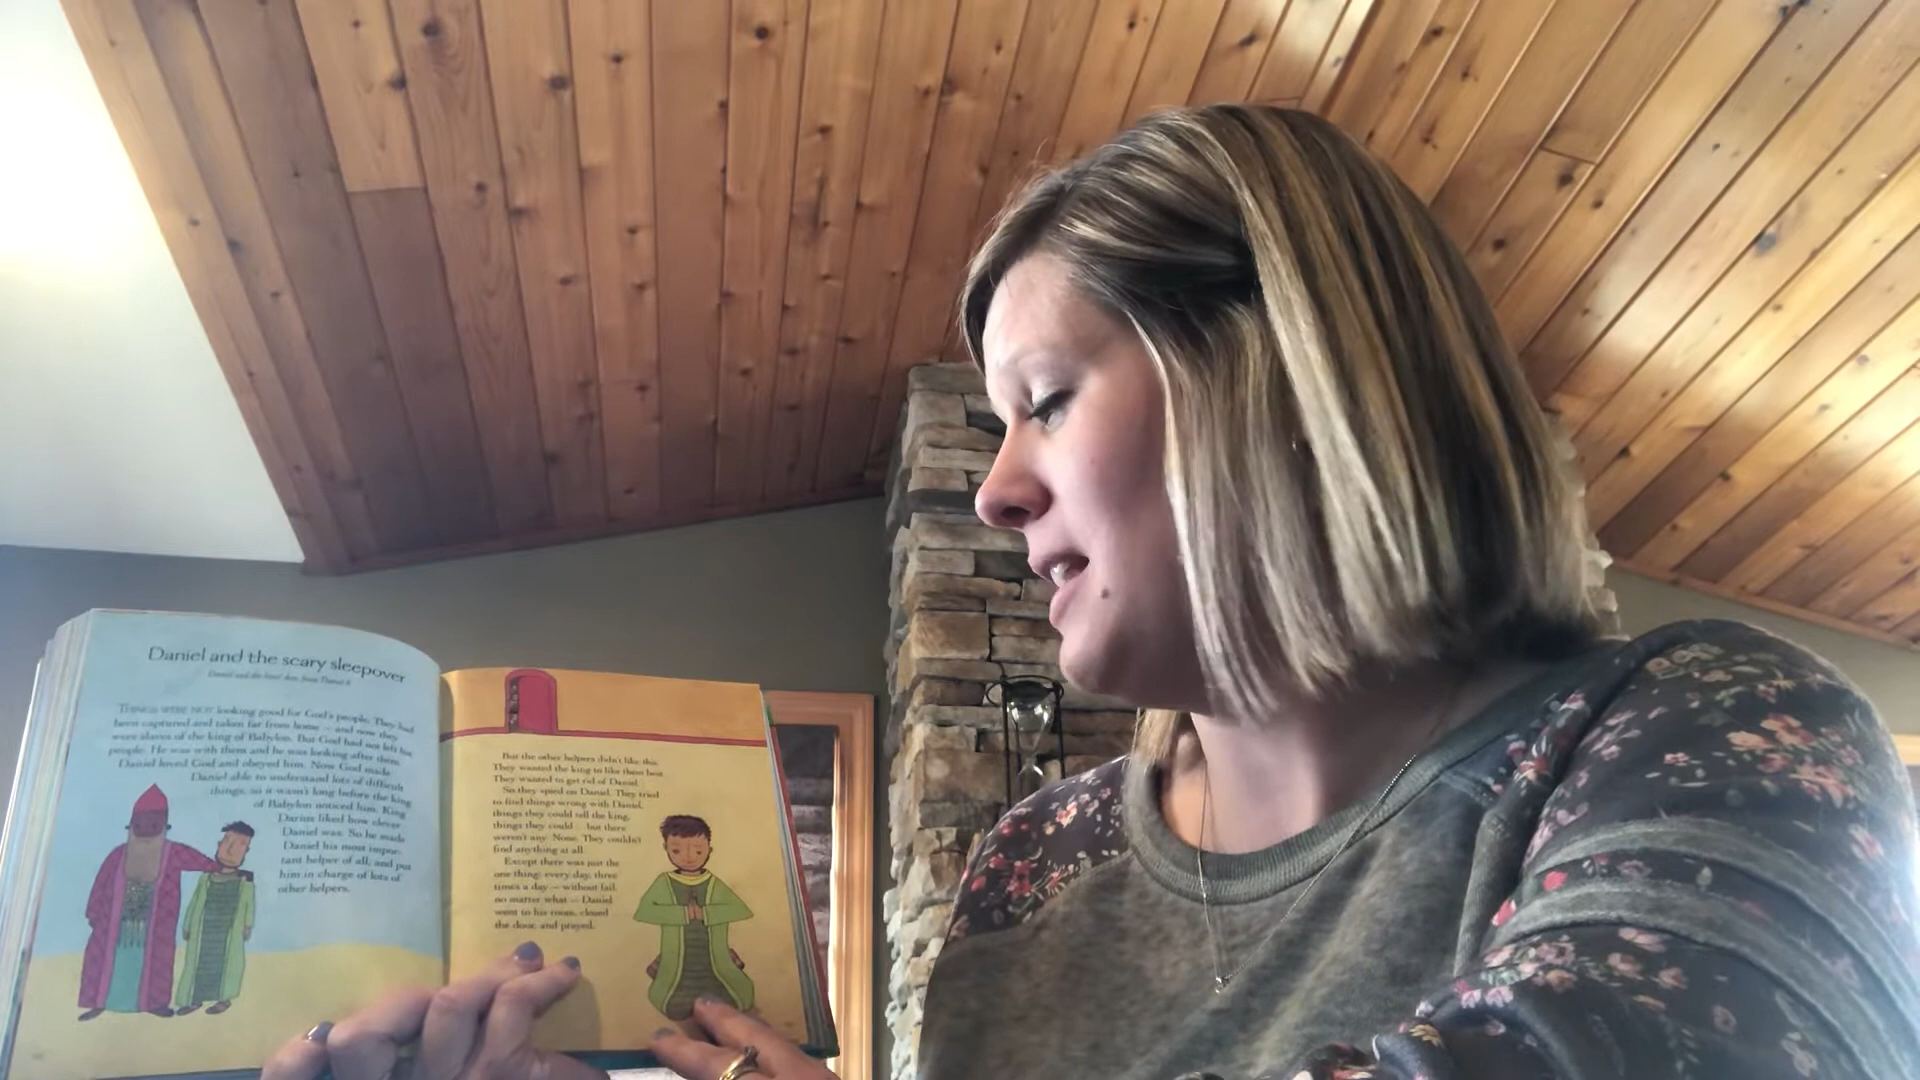 Daniel and the scary sleepover
Daniel and the lions' den, from Daniel 6
THINGS WERE NOT looking good for God's people. They had
been captured and taken far from home — and now they
were slaves of the king of Babylon. But God had not left his
people. He was with them and he was looking after them.
Daniel loved God and obeyed him. Now God made
Daniel able to understand lots of difficult
things, so it wasn't long before the king
of Babylon noticed him. King
Darius liked how clever
Daniel was. So he made
Daniel his most impor-
tant helper of all, and put
him in charge of lots of
other helpers.
But the other helpers didn't like this.
They wanted the king to like them best.
They wanted to get rid of Daniel.
So they spied on Daniel. They tried
to find things wrong with Daniel,
things they could tell the king,
things they could ... but there
weren't any. None. They couldn't
find anything at all.
Except there was just the
one thing: every day, three
times a day — without fail,
no matter what — Daniel
went to his room, closed
the door, and prayed.